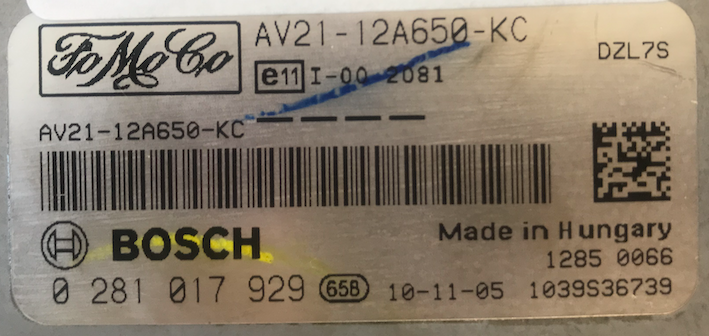 FoMoCo
AV21-12A650-KC
DZL7S
e11 I-00 2081
AV21-12A650-KC
BOSCH
Made in Hungary
1285 0066
0 281 017 929 65B 10-11-05 1039S36739